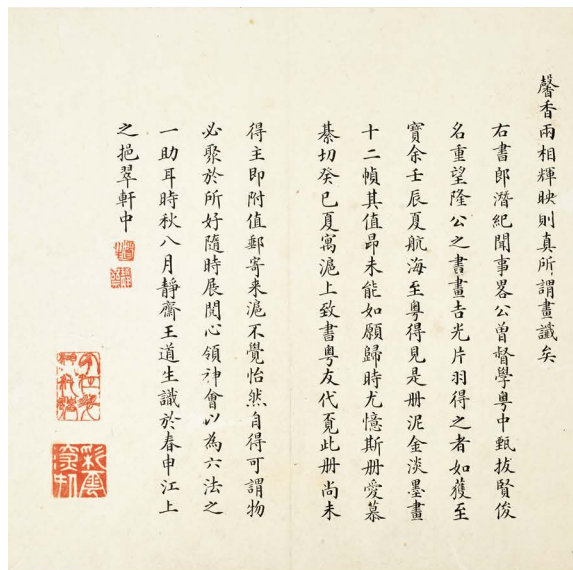 馨香兩相輝映則真所謂畫讖矣
右書郎潛紀聞事畧公曾督學粤中甄拔賢俊
名重望隆公之書畫吉光片羽得之者如獲至
寶余壬辰夏航海至粤得見是册泥金淡墨畫
十二幀其值昂未能如願歸時尤憶斯册愛慕
綦切癸巳夏寓滬上致書粤友代覓此册尚未
得主即附值郵寄来滬不覺怡然自得可謂物
必聚於所好隨時展閱心領神會以為六法之
一助耳時秋八月靜齋王道生識於春申江上
之挹翠軒中